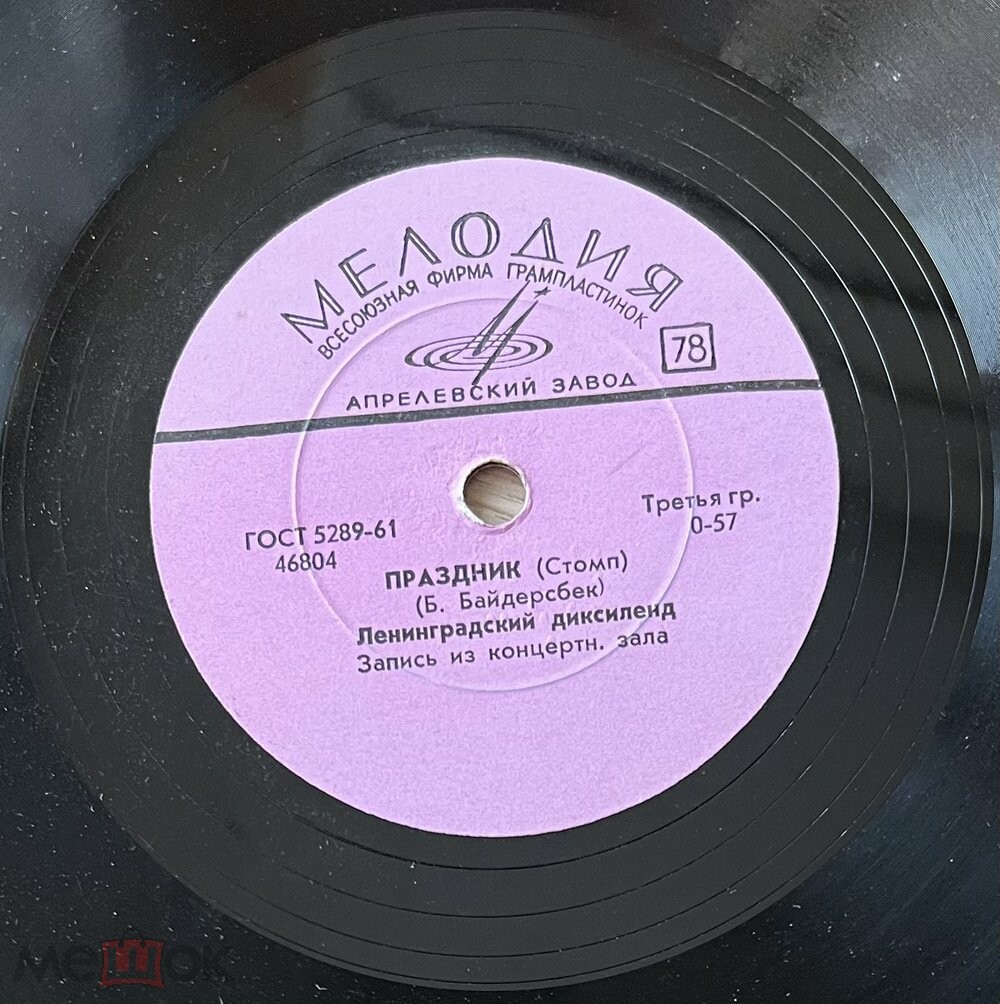 МЕЛОДИЯ
ВСЕСОЮЗНАЯ ФИРМА ГРАМПЛАСТИНОК
78
АПРЕЛЕВСКИЙ ЗАВОД
ГОСТ 5289-61
46804
Третья гр.
0-57
ПРАЗДНИК (Стомп)
(Б. Байдерсбек)
Ленинградский диксиленд
Запись из концертн. зала
мешок